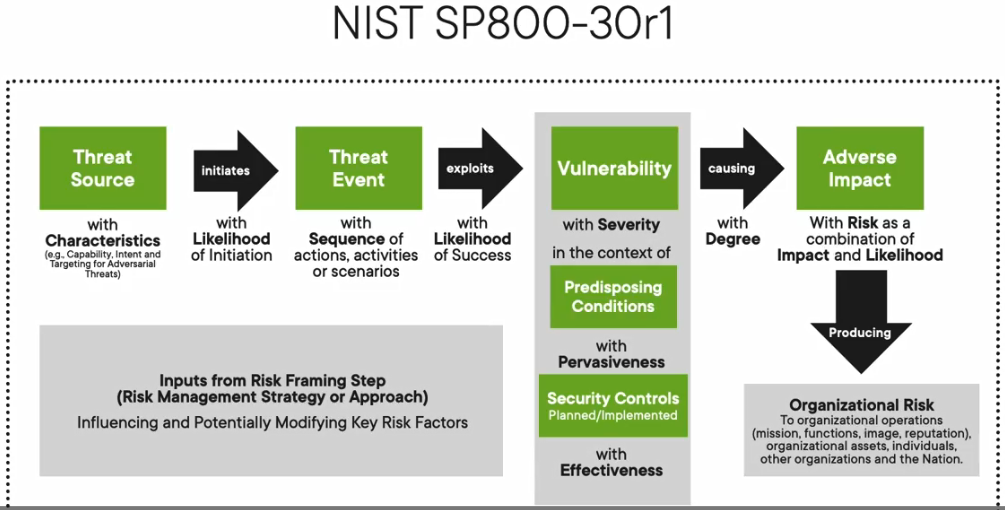 NIST SP800-30r1
Threat
Source
initiates
Threat
Event
exploits
Vulnerability
causing
Adverse
Impact
with
Characteristics
(e.g., Capability, Intent and
Targeting for Adversarial
Threats)
with
Likelihood
of Initiation
with
Sequence of
actions, activities
or scenarios
with
Likelihood
of Success
with Severity
in the context of
Predisposing
Conditions
with
Pervasiveness
Security Controls
Planned/Implemented
with
Effectiveness
with
Degree
With Risk as a
combination of
Impact and Likelihood
Producing
Inputs from Risk Framing Step
(Risk Management Strategy or Approach)
Influencing and Potentially Modifying Key Risk Factors
Organizational Risk
To organizational operations
(mission, functions, image, reputation),
organizational assets, individuals,
other organizations and the Nation.